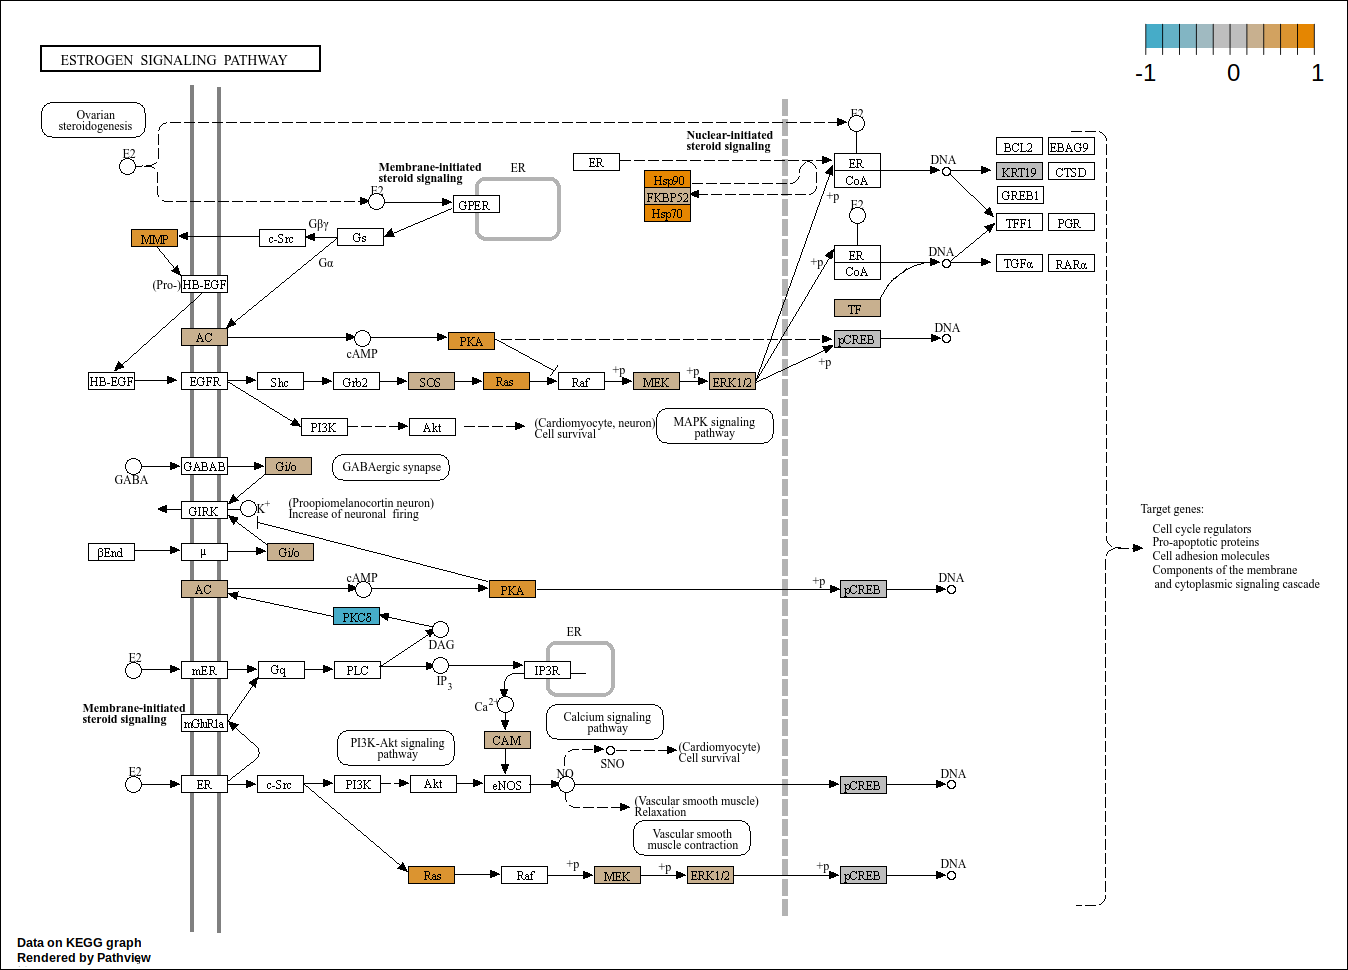 ESTROGEN SIGNALING PATHWAY
-1 0 1
Ovarian
steroidogenesis
E2
E2
Nuclear-initiated
steroid signaling
Membrane-initiated
steroid signaling
ER
ER
ER
CoA
DNA
BCL2 EBAG9
KRT19 CTSD
GREB1
TFF1 PGR
Hsp90
FKBP52
Hsp70
E2
GPER
+p
E2
Gβγ
MMP c-Src Gs
Gα
ER
CoA
+p
DNA
TGFα RARα
(Pro-) HB-EGF
TF
AC cAMP PKA
pCREB DNA
+p
HB-EGF EGFR Shc Grb2 SOS Ras Raf +p MEK +p ERK1/2
PI3K Akt
(Cardiomyocyte, neuron)
Cell survival
MAPK signaling
pathway
GABA GABAB Gi/o
GABAergic synapse
GIRK K+
(Propiomelanocortin neuron)
Increase of neuronal firing
βEnd μ Gi/o
AC cAMP PKA +p pCREB DNA
PKCδ
DAG
E2 mER Gq PLC IP3 IP3R
ER
Ca2+
Membrane-initiated
steroid signaling
mGluR1a
PI3K-Akt signaling
pathway
CAM
Calcium signaling
pathway
SNO
(Cardiomyocyte)
Cell survival
E2 ER c-Src PI3K Akt eNOS NO pCREB DNA
(Vascular smooth muscle)
Relaxation
Vascular smooth
muscle contraction
Ras Raf +p MEK +p ERK1/2 +p pCREB DNA
Target genes:
Cell cycle regulators
Pro-apoptotic proteins
Cell adhesion molecules
Components of the membrane
and cytoplasmic signaling cascade
Data on KEGG graph
Rendered by Pathview